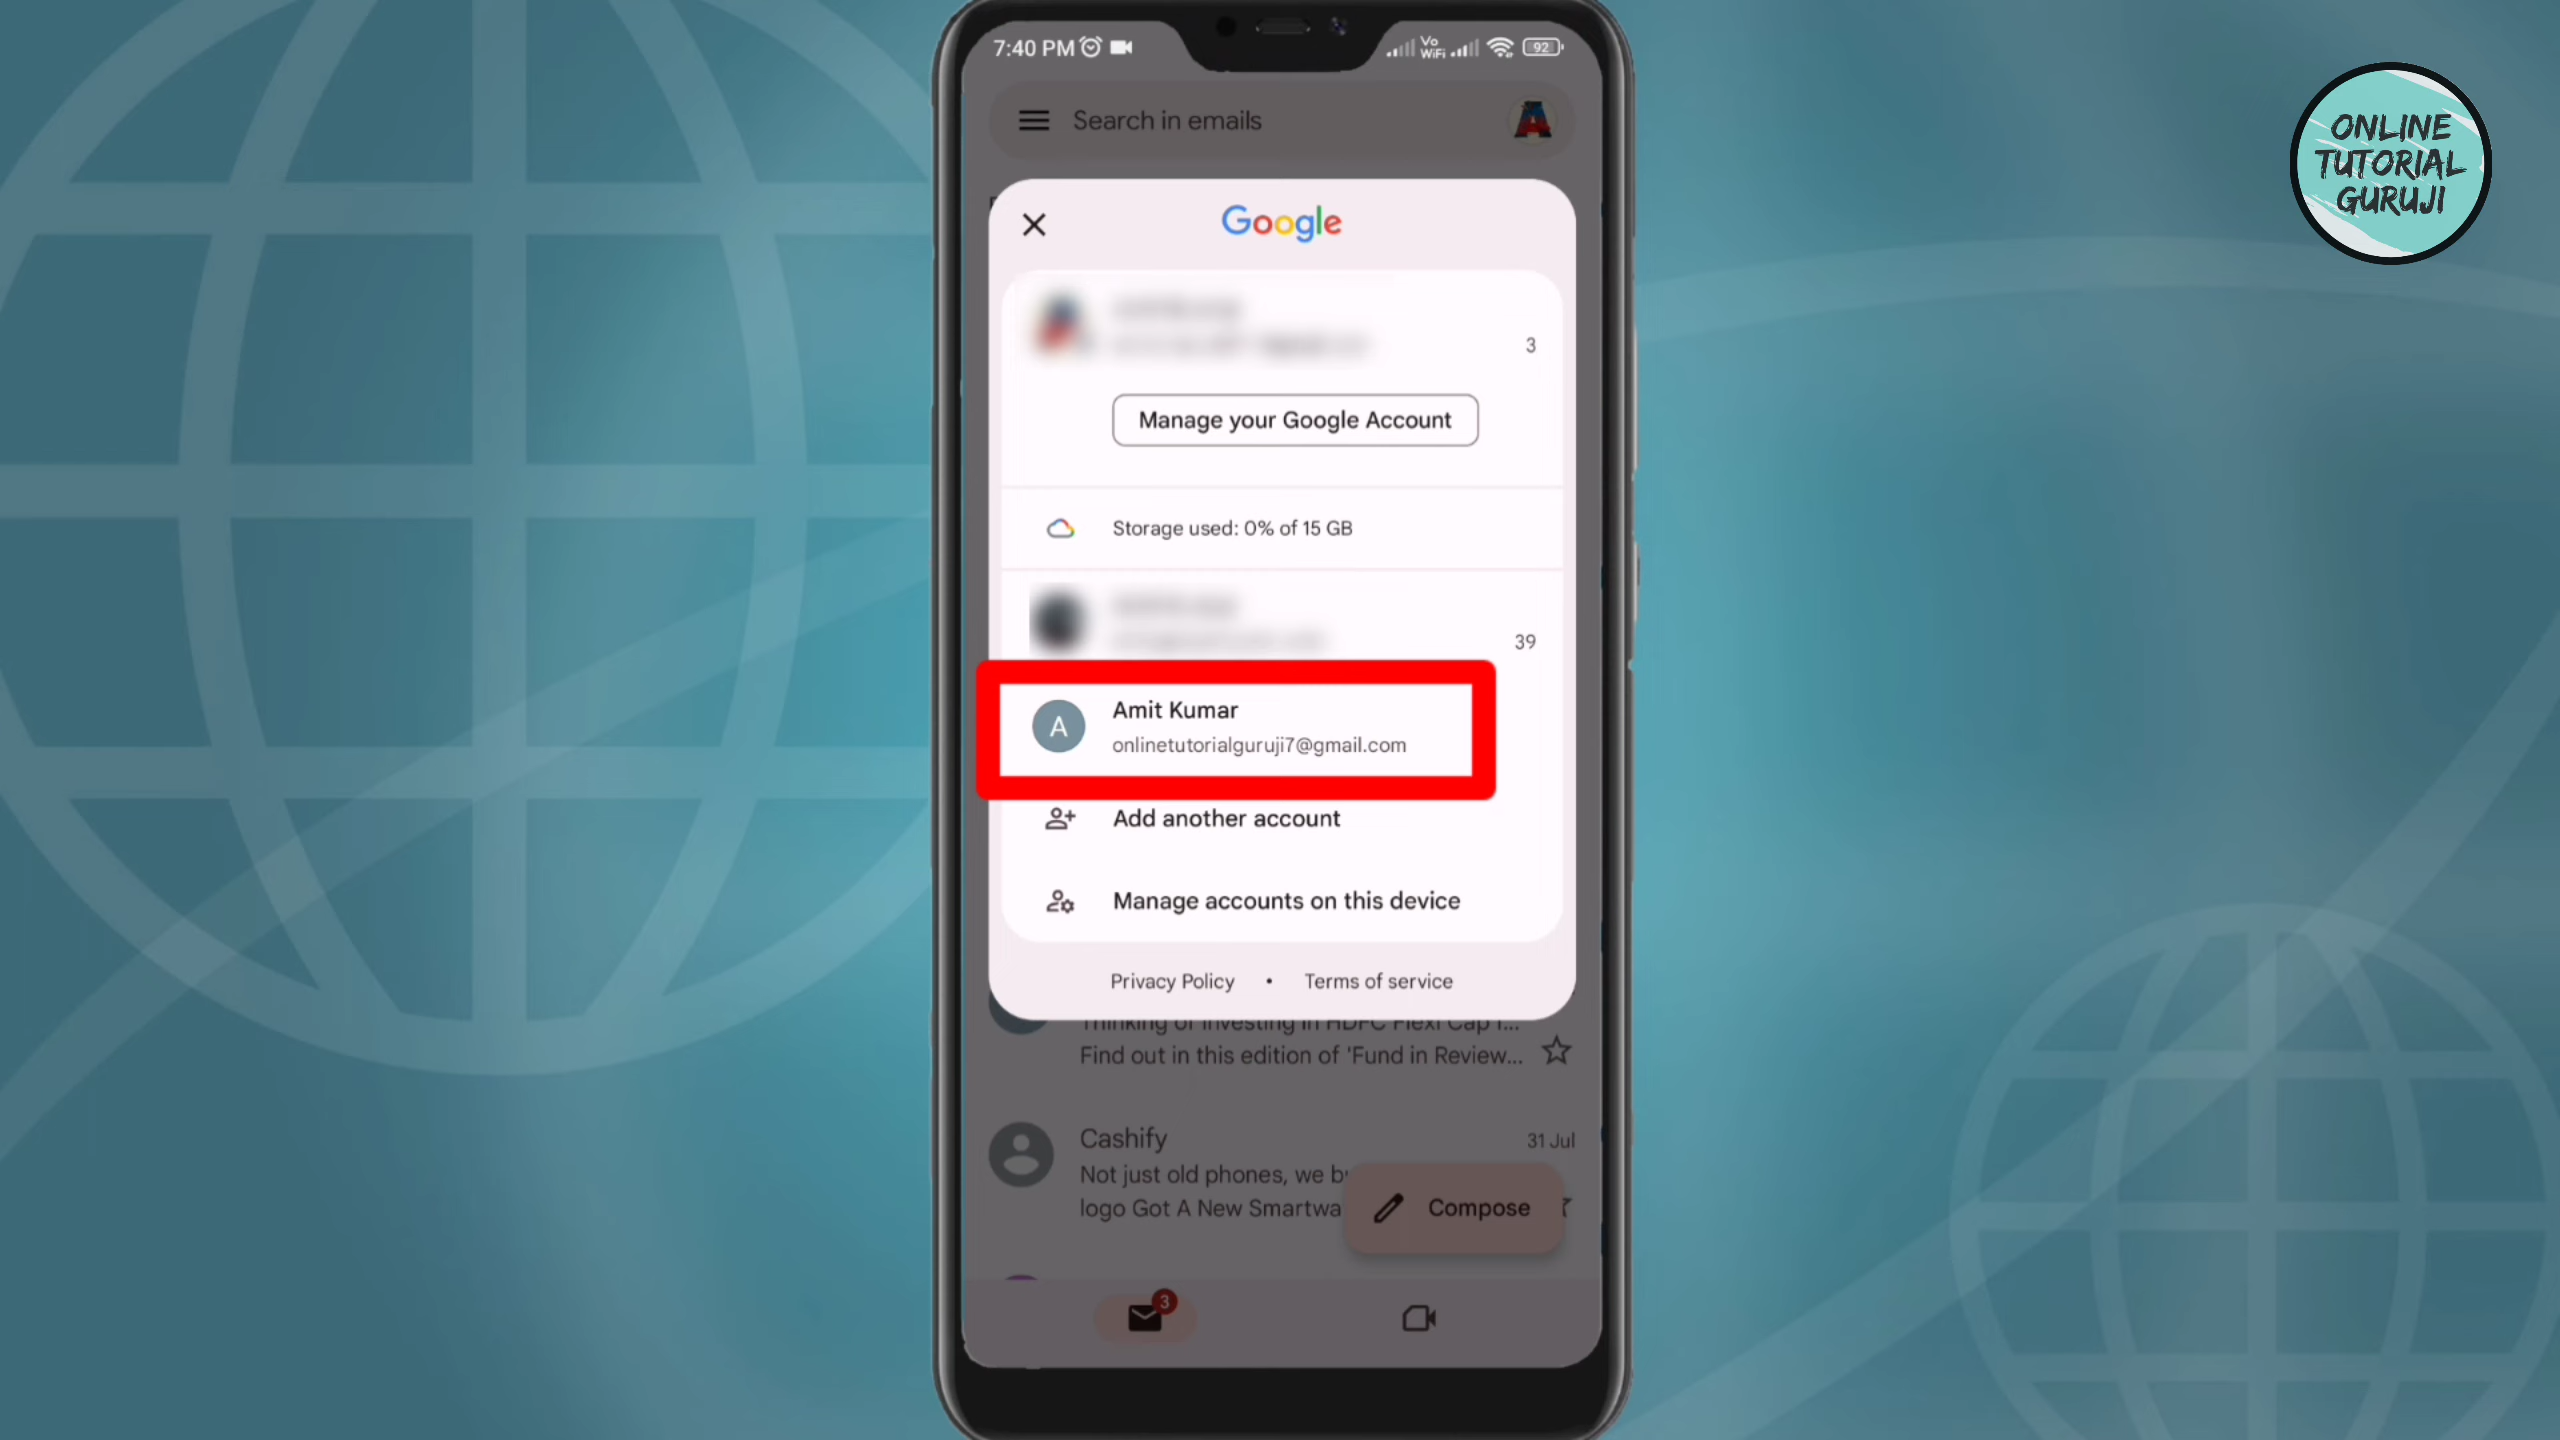 7:40 PM
Vo
WiFi
92
Search in emails
ONLINE
TUTORIAL
GURUJI
Google
3
Manage your Google Account
Storage used: 0% of 15 GB
39
A
Amit Kumar
onlinetutorialguruji7@gmail.com
Add another account
Manage accounts on this device
Privacy Policy • Terms of service
Thinking of investing in HDFC Flexi Cap f...
Find out in this edition of 'Fund in Review...
Cashify
31 Jul
Not just old phones, we b
logo Got A New Smartwa
Compose
3